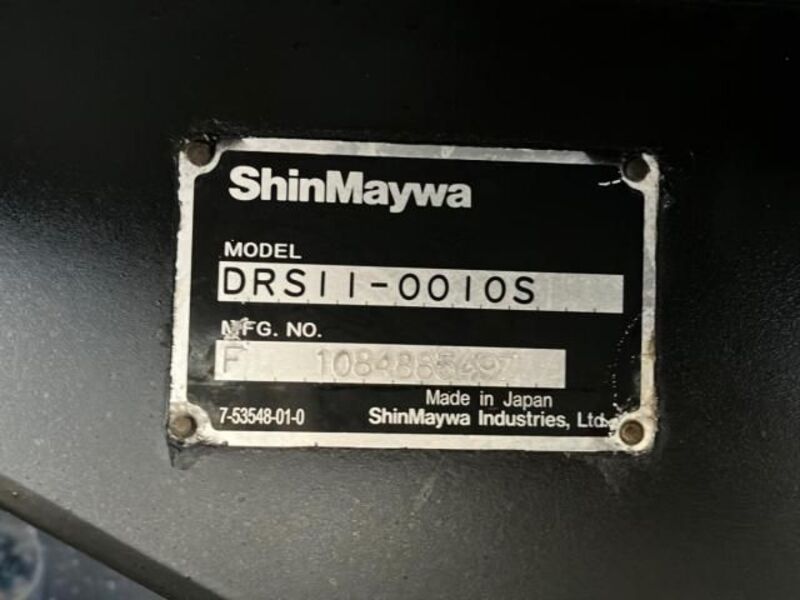 ShinMaywa
MODEL
DRS11-0010S
MFG. NO.
F
7-53548-01-0
Made in Japan
ShinMaywa Industries, Ltd.